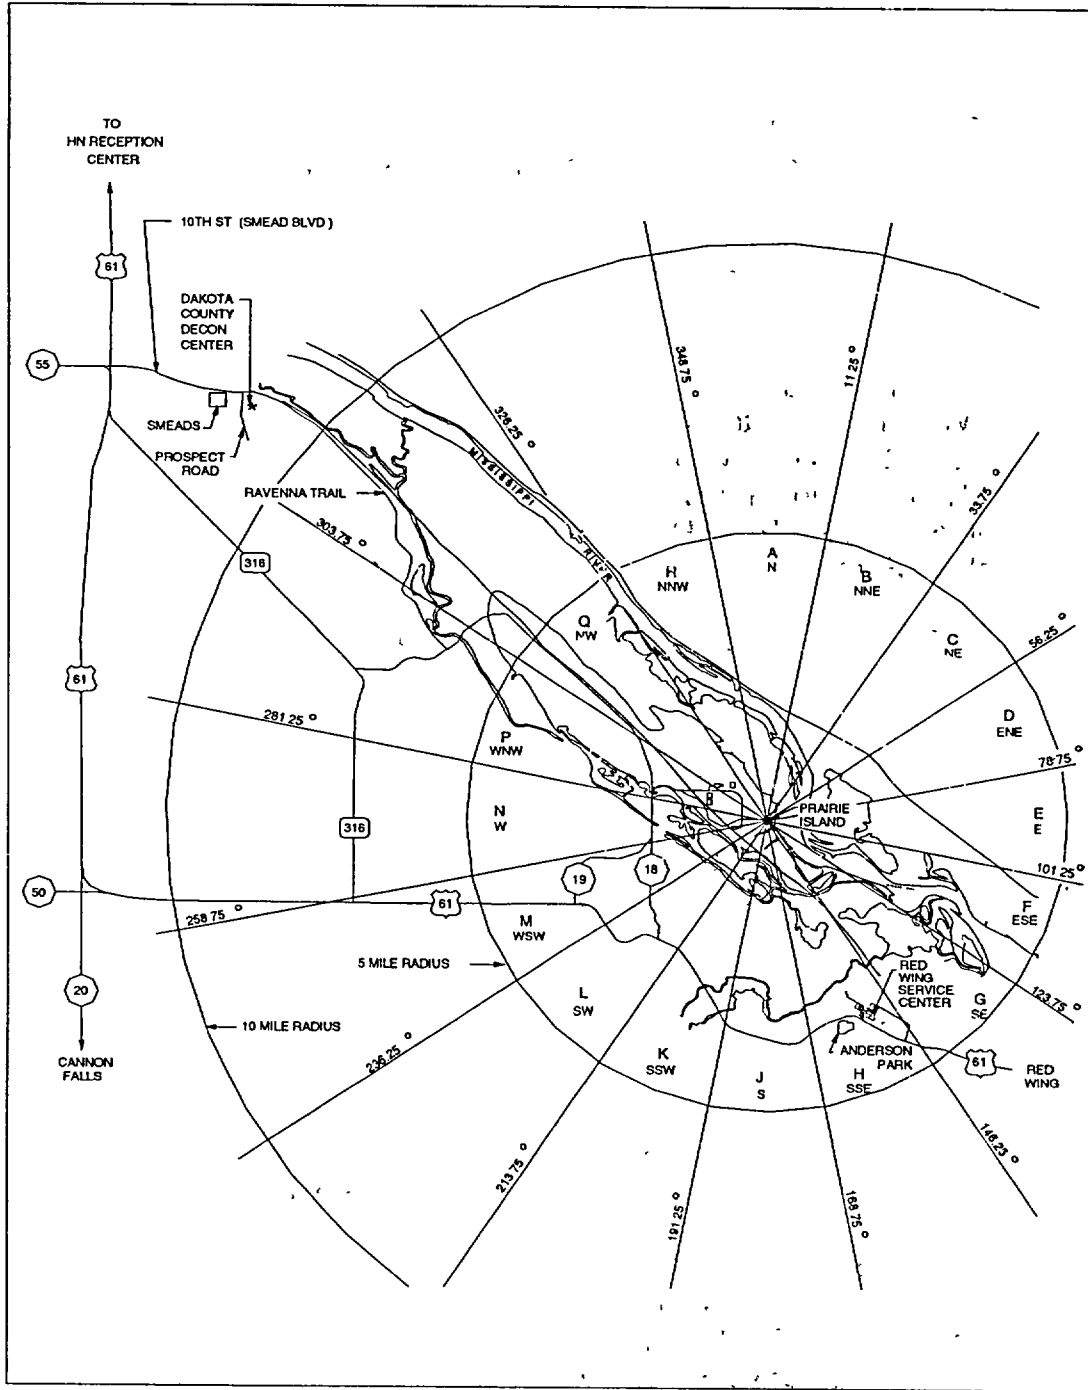 TO
HN RECEPTION
CENTER
10TH ST (SMEAD BLVD)
61
DAKOTA
COUNTY
DECON
CENTER
55
SMEADS
PROSPECT
ROAD
RAVENNA TRAIL
MISSISSIPPI
RIVER
326.25 °
348.75 °
11.25 °
33.75 °
303.75 °
316
A
N
R
NNW
B
NNE
Q
NW
C
NE
56.25 °
61
281.25 °
P
WNW
D
ENE
78.75 °
N
W
PRAIRIE
ISLAND
E
E
316
101.25 °
50
19
18
61
258.75 °
M
WSW
F
ESE
5 MILE RADIUS
RED
WING
SERVICE
CENTER
20
L
SW
G
SE
123.75 °
10 MILE RADIUS
CANNON
FALLS
236.25 °
K
SSW
J
S
H
SSE
ANDERSON
PARK
61
RED
WING
213.75 °
191.25 °
168.75 °
146.25 °